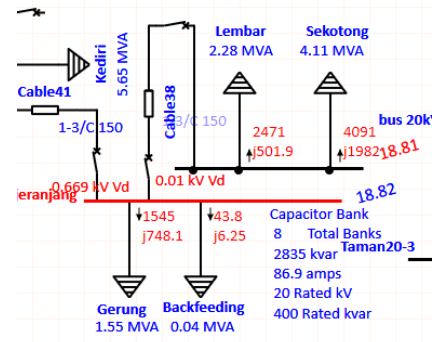 Lembar
2.28 MVA
Sekotong
4.11 MVA
Kediri
5.65 MVA
Cable41
1-3/C 150
Cable38
/C 150
bus 20k
2471
j501.9
4091
j1982
18.81
0.669 kV Vd
0.01 kV Vd
jeranjang
18.82
1545
j748.1
43.8
j6.25
Capacitor Bank
8 Total Banks
2835 kvar
86.9 amps
20 Rated kV
400 Rated kvar
Taman20-3
Gerung
1.55 MVA
Backfeeding
0.04 MVA